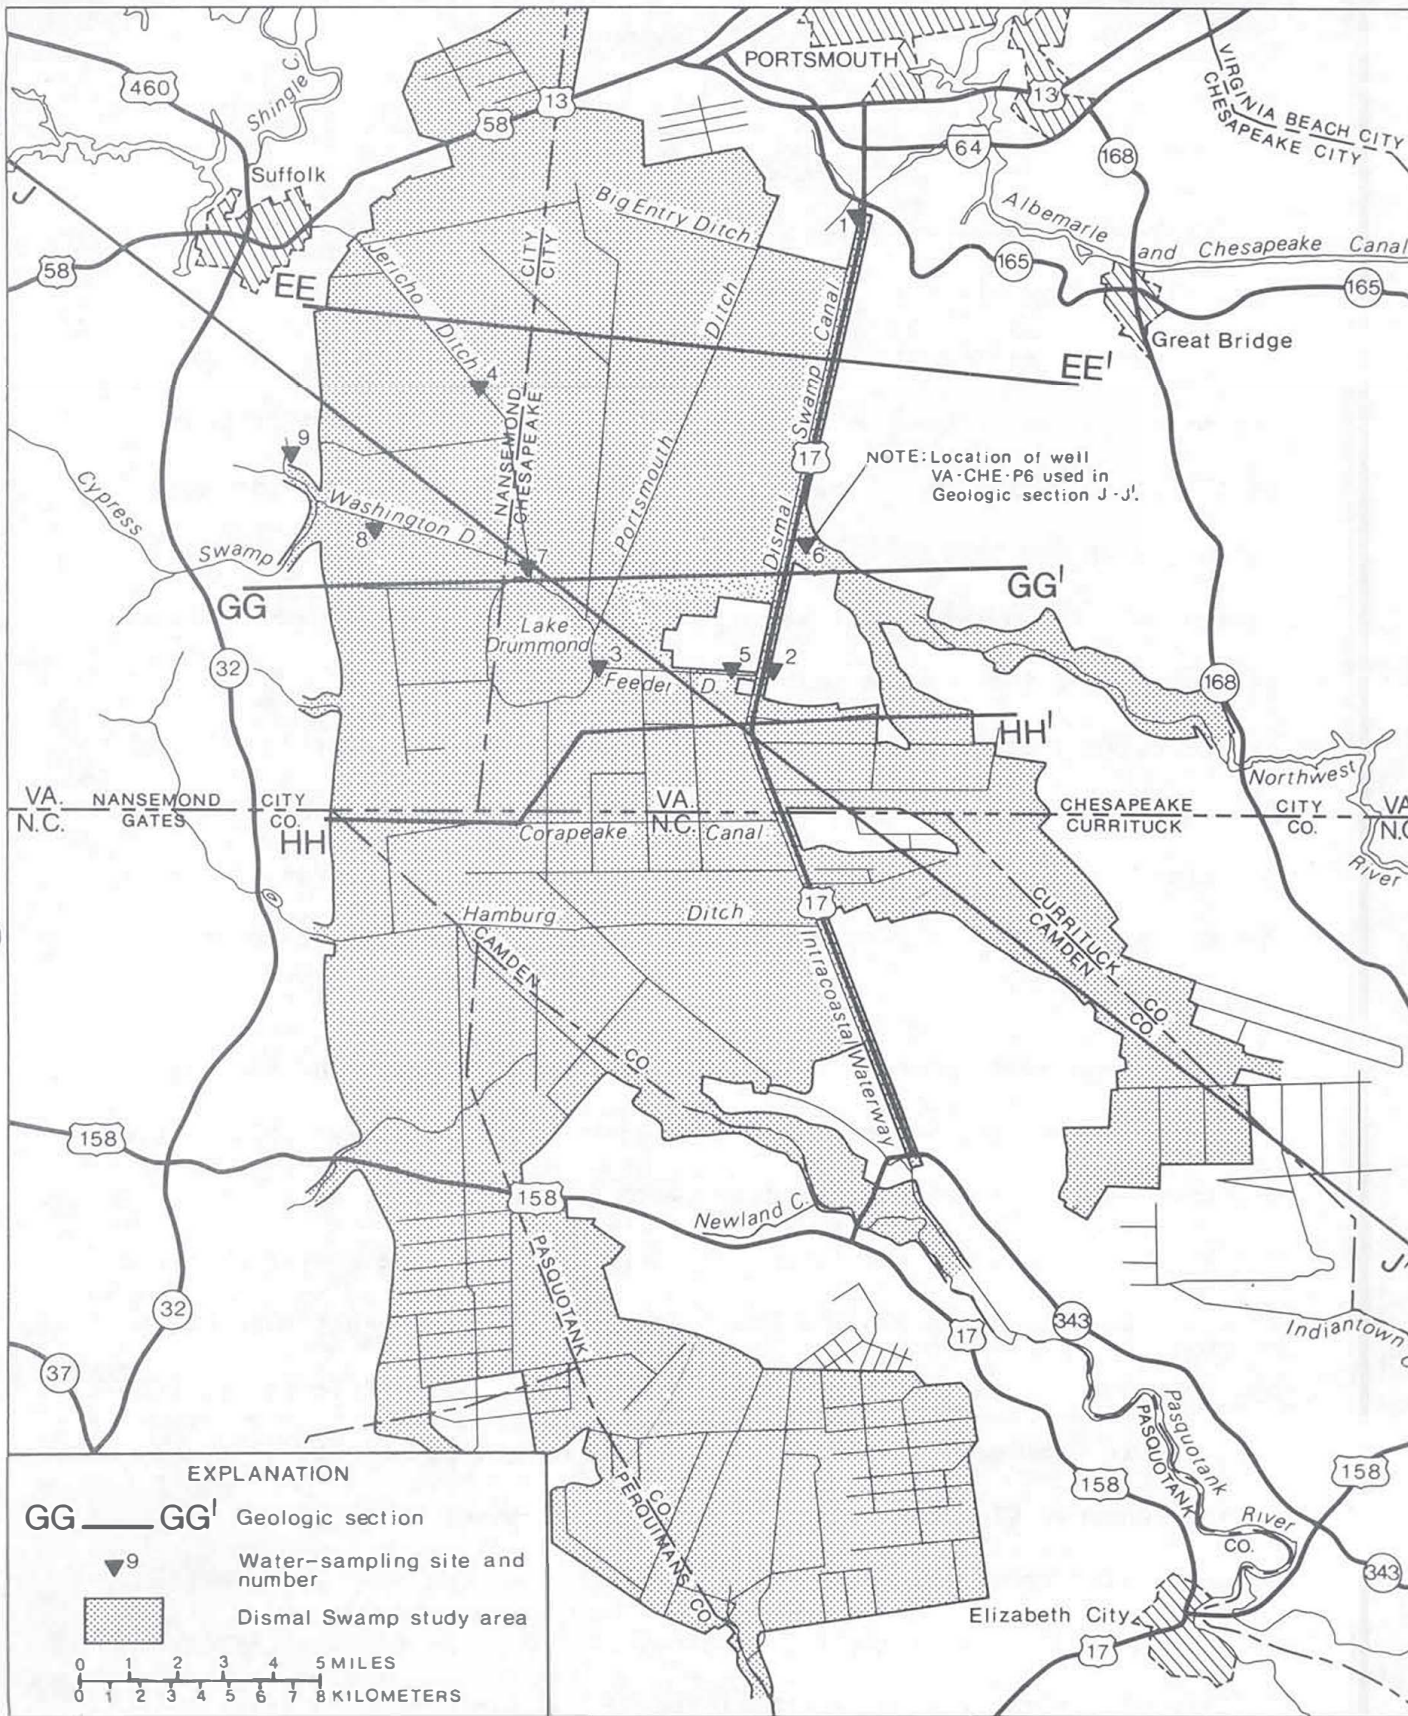 PORTSMOUTH
VIRGINIA BEACH CITY
CHESAPEAKE CITY
460
Shingle C.
13
58
13
64
168
Suffolk
J
Big Entry Ditch
1
Albemarle and Chesapeake Canal
58
165
165
CITY
CITY
Jericho Ditch
EE
EE'
Great Bridge
4
NANSEMOND
CHESAPEAKE
Portsmouth Ditch
Dismal Swamp Canal
17
NOTE: Location of well
VA-CHE-P6 used in
Geologic section J-J'.
9
Cypress Swamp
Washington D.
8
7
6
GG
GG'
Lake
Drummond
3
5
2
Feeder D.
32
168
HH'
Northwest River
VA.
N.C.
NANSEMOND CITY
GATES CO.
VA.
N.C.
CHESAPEAKE CITY
CURRITUCK CO.
HH
Corapeake Canal
17
Hamburg Ditch
CAMDEN CO.
CURRITUCK CO.
CAMDEN CO.
Intracoastal Waterway
158
158
Newland C.
J'
PASQUOTANK CO.
PERQUIMANS CO.
32
37
17
343
Indiantown
Pasquotank River
PASQUOTANK CO.
158
158
343
Elizabeth City
17
EXPLANATION
GG GG' Geologic section
9 Water-sampling site and
number
Dismal Swamp study area
0 1 2 3 4 5 MILES
0 1 2 3 4 5 6 7 8 KILOMETERS